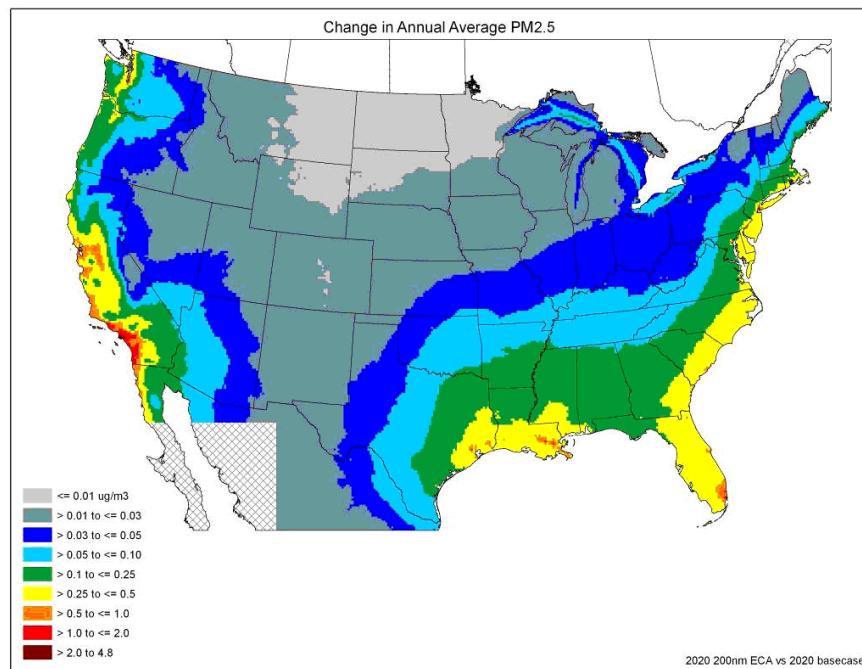 Change in Annual Average PM2.5
<= 0.01 ug/m3
> 0.01 to <= 0.03
> 0.03 to <= 0.05
> 0.05 to <= 0.10
> 0.1 to <= 0.25
> 0.25 to <= 0.5
> 0.5 to <= 1.0
> 1.0 to <= 2.0
> 2.0 to 4.8
2020 200nm ECA vs 2020 basecase